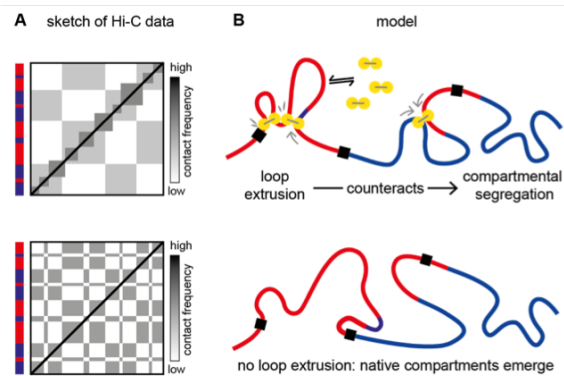 A sketch of Hi-C data
B model
high
contact frequency
low
loop extrusion
counteracts
compartmental segregation
high
contact frequency
low
no loop extrusion: native compartments emerge